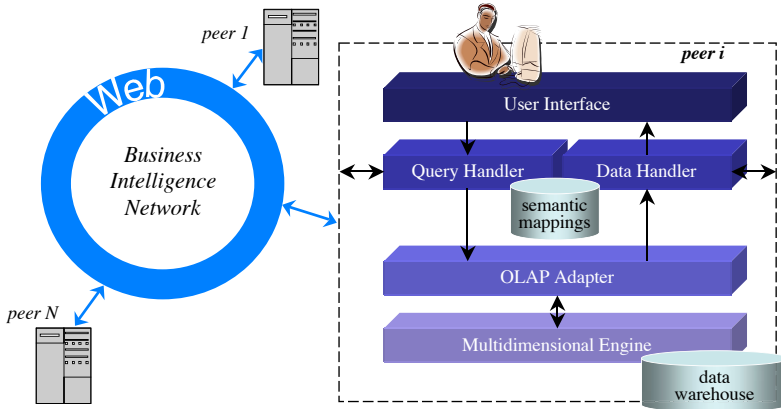 peer 1
Web
Business
Intelligence
Network
peer N
peer i
User Interface
Query Handler
Data Handler
semantic
mappings
OLAP Adapter
Multidimensional Engine
data
warehouse